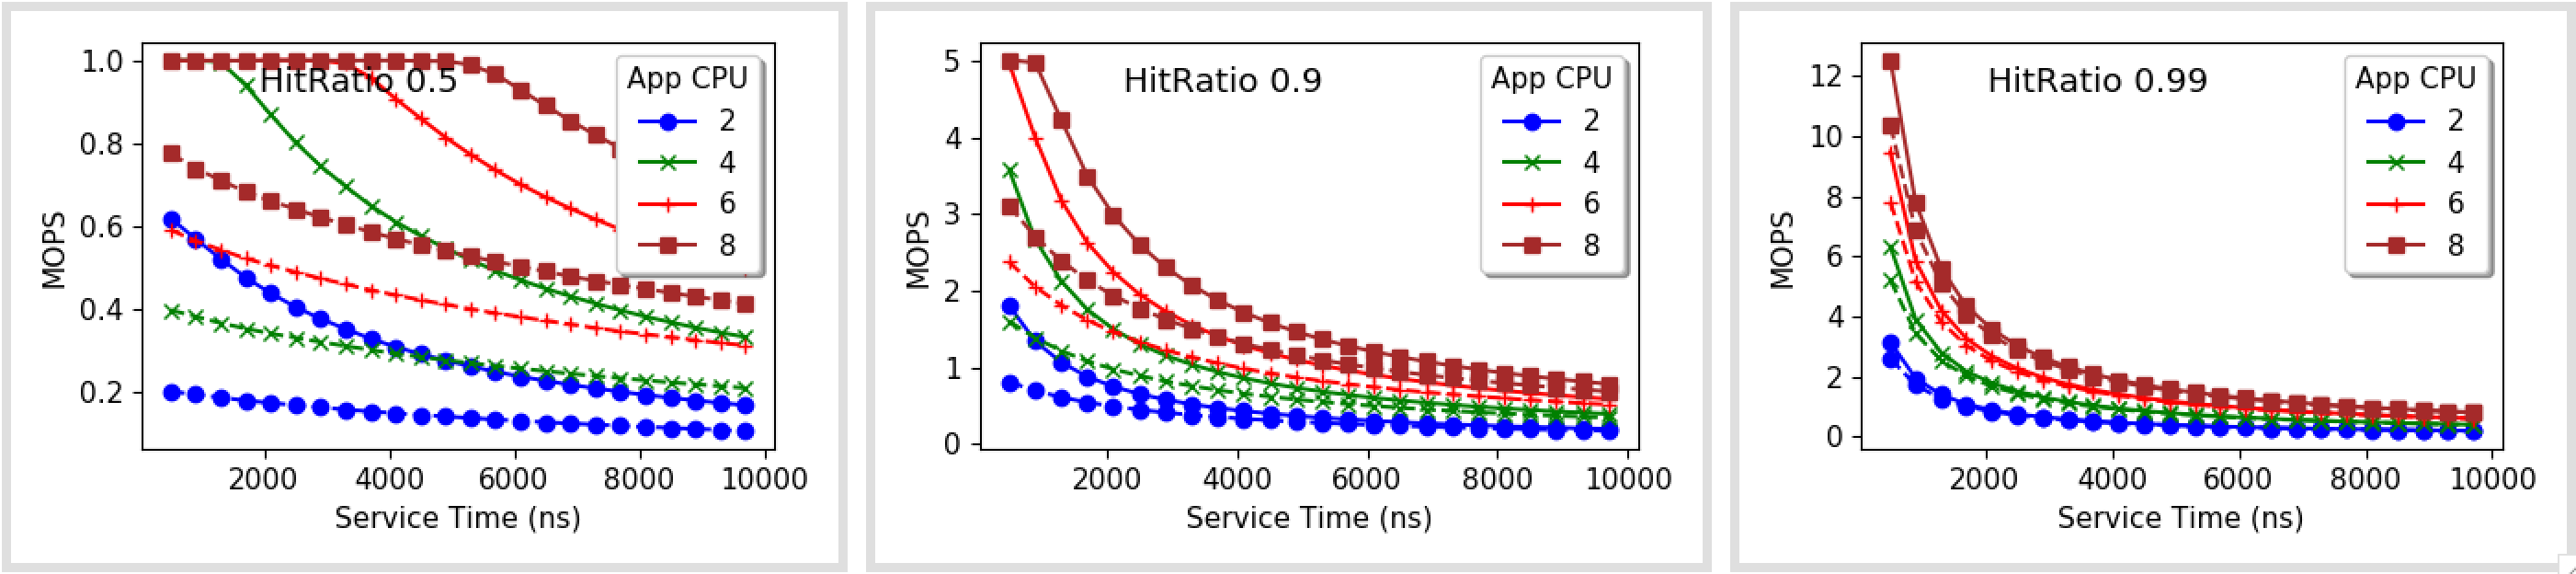 HitRatio 0.5
App CPU
2
4
6
8
MOPS
1.0
0.8
0.6
0.4
0.2
2000 4000 6000 8000 10000
Service Time (ns)
HitRatio 0.9
App CPU
2
4
6
8
MOPS
5
4
3
2
1
0
2000 4000 6000 8000 10000
Service Time (ns)
HitRatio 0.99
App CPU
2
4
6
8
MOPS
12
10
8
6
4
2
0
2000 4000 6000 8000 10000
Service Time (ns)